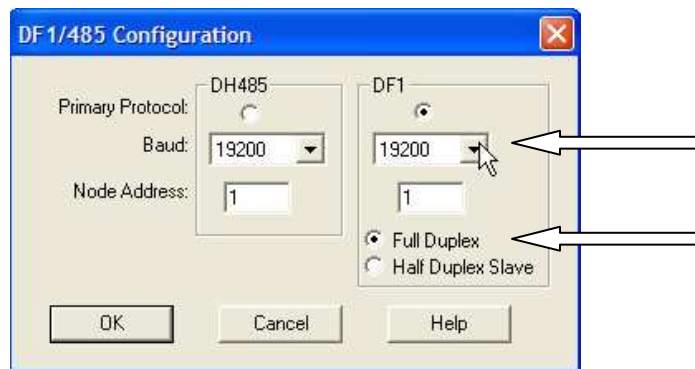 DF1/485 Configuration
DH485 DF1
Primary Protocol:
Baud: 19200 19200
Node Address: 1 1
Full Duplex
Half Duplex Slave
OK Cancel Help